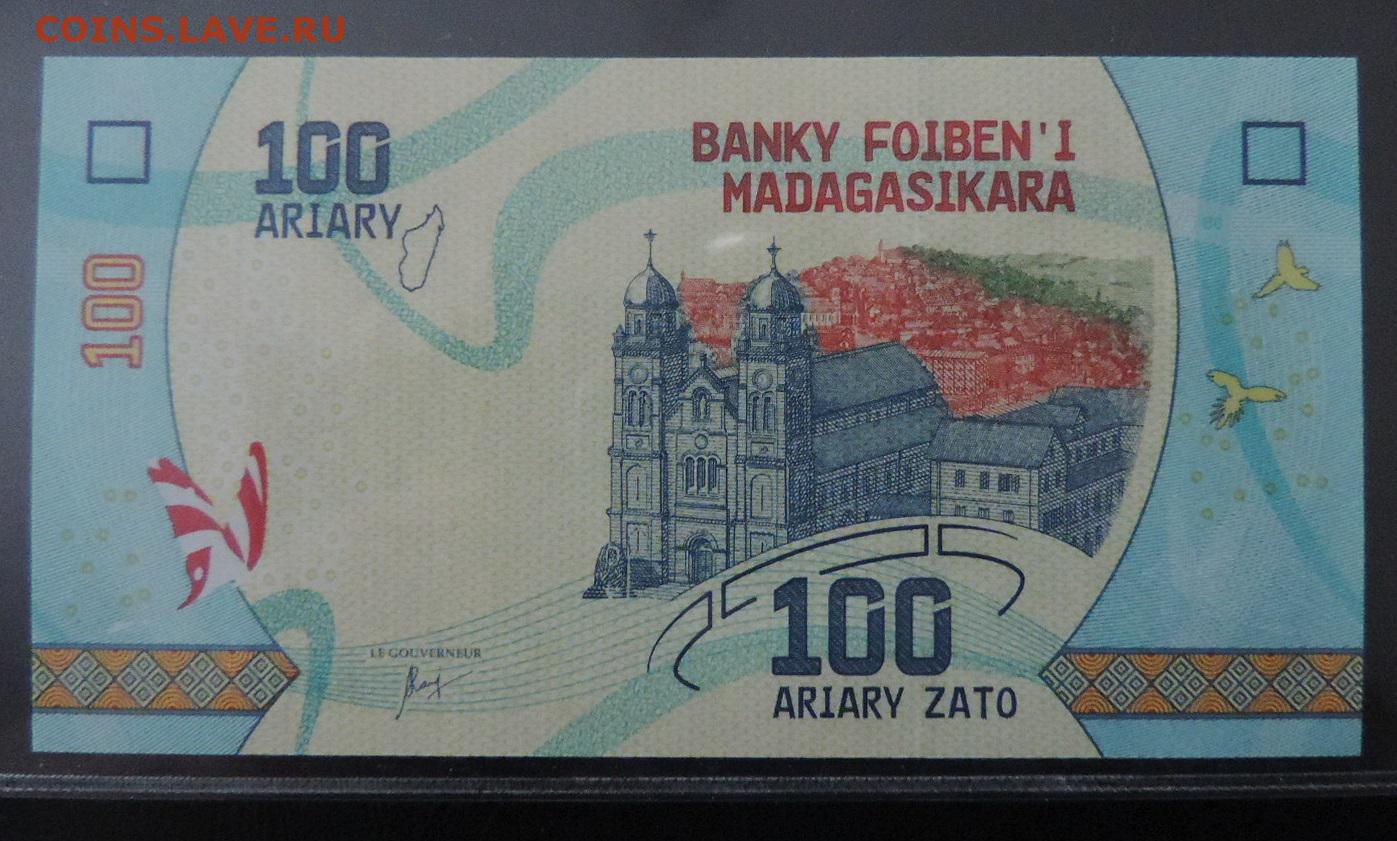 COINS.LAVE.RU
100
ARIARY
BANKY FOIBEN'I
MADAGASIKARA
100
LE GOUVERNEUR
100
ARIARY ZATO